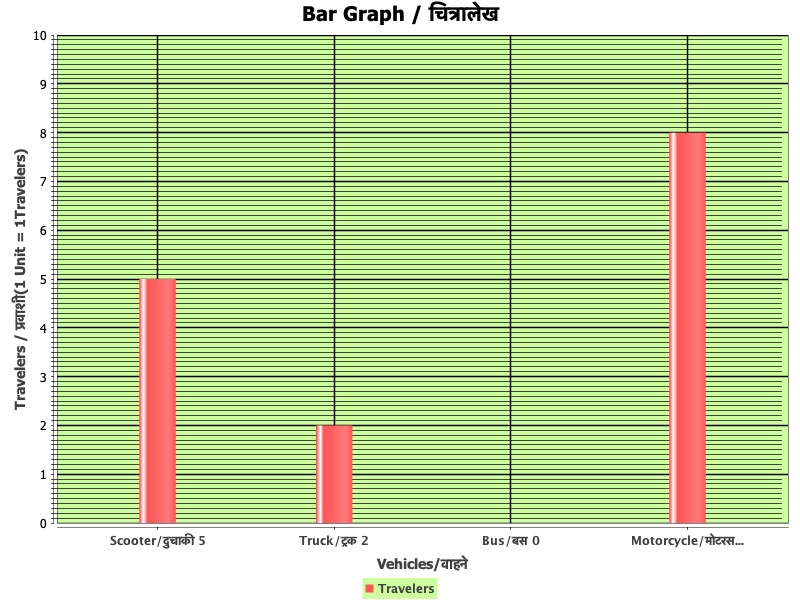 Bar Graph / चित्रालेख
Travelers / प्रवाशी(1 Unit = 1Travelers)
10
9
8
7
6
5
4
3
2
1
0
Scooter/दुचाकी 5
Truck/ट्रक 2
Bus/बस 0
Motorcycle/मोटरस...
Vehicles/वाहने
Travelers